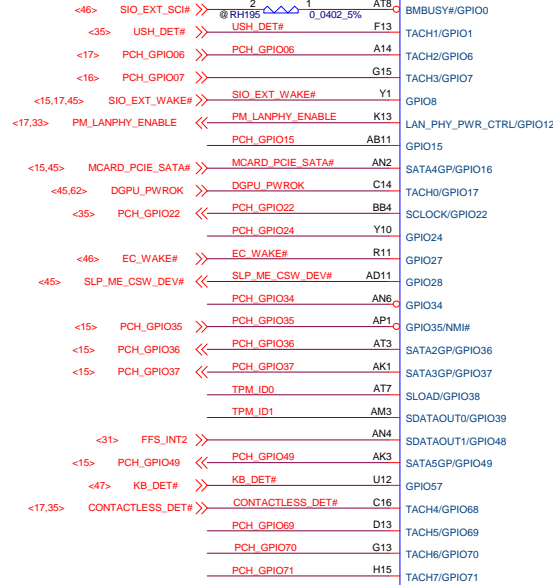 <46> SIO_EXT_SCI# 2 1 AT8 BMBUSY#/GPIO0
@RH195 0_0402_5%
<35> USH_DET# USH_DET# F13 TACH1/GPIO1
<17> PCH_GPIO06 PCH_GPIO06 A14 TACH2/GPIO6
<16> PCH_GPIO07 G15 TACH3/GPIO7
<15,17,45> SIO_EXT_WAKE# SIO_EXT_WAKE# Y1 GPIO8
<17,33> PM_LANPHY_ENABLE PM_LANPHY_ENABLE K13 LAN_PHY_PWR_CTRL/GPIO12
PCH_GPIO15 AB11 GPIO15
<15,45> MCARD_PCIE_SATA# MCARD_PCIE_SATA# AN2 SATA4GP/GPIO16
<45,62> DGPU_PWROK DGPU_PWROK C14 TACH0/GPIO17
<35> PCH_GPIO22 PCH_GPIO22 BB4 SCLOCK/GPIO22
PCH_GPIO24 Y10 GPIO24
<46> EC_WAKE# EC_WAKE# R11 GPIO27
<45> SLP_ME_CSW_DEV# SLP_ME_CSW_DEV# AD11 GPIO28
PCH_GPIO34 AN6 GPIO34
<15> PCH_GPIO35 PCH_GPIO35 AP1 GPIO35/NMI#
<15> PCH_GPIO36 PCH_GPIO36 AT3 SATA2GP/GPIO36
<15> PCH_GPIO37 PCH_GPIO37 AK1 SATA3GP/GPIO37
TPM_ID0 AT7 SLOAD/GPIO38
TPM_ID1 AM3 SDATAOUT0/GPIO39
<31> FFS_INT2 AN4 SDATAOUT1/GPIO48
<15> PCH_GPIO49 PCH_GPIO49 AK3 SATA5GP/GPIO49
<47> KB_DET# KB_DET# U12 GPIO57
<17,35> CONTACTLESS_DET# CONTACTLESS_DET# C16 TACH4/GPIO68
PCH_GPIO69 D13 TACH5/GPIO69
PCH_GPIO70 G13 TACH6/GPIO70
PCH_GPIO71 H15 TACH7/GPIO71